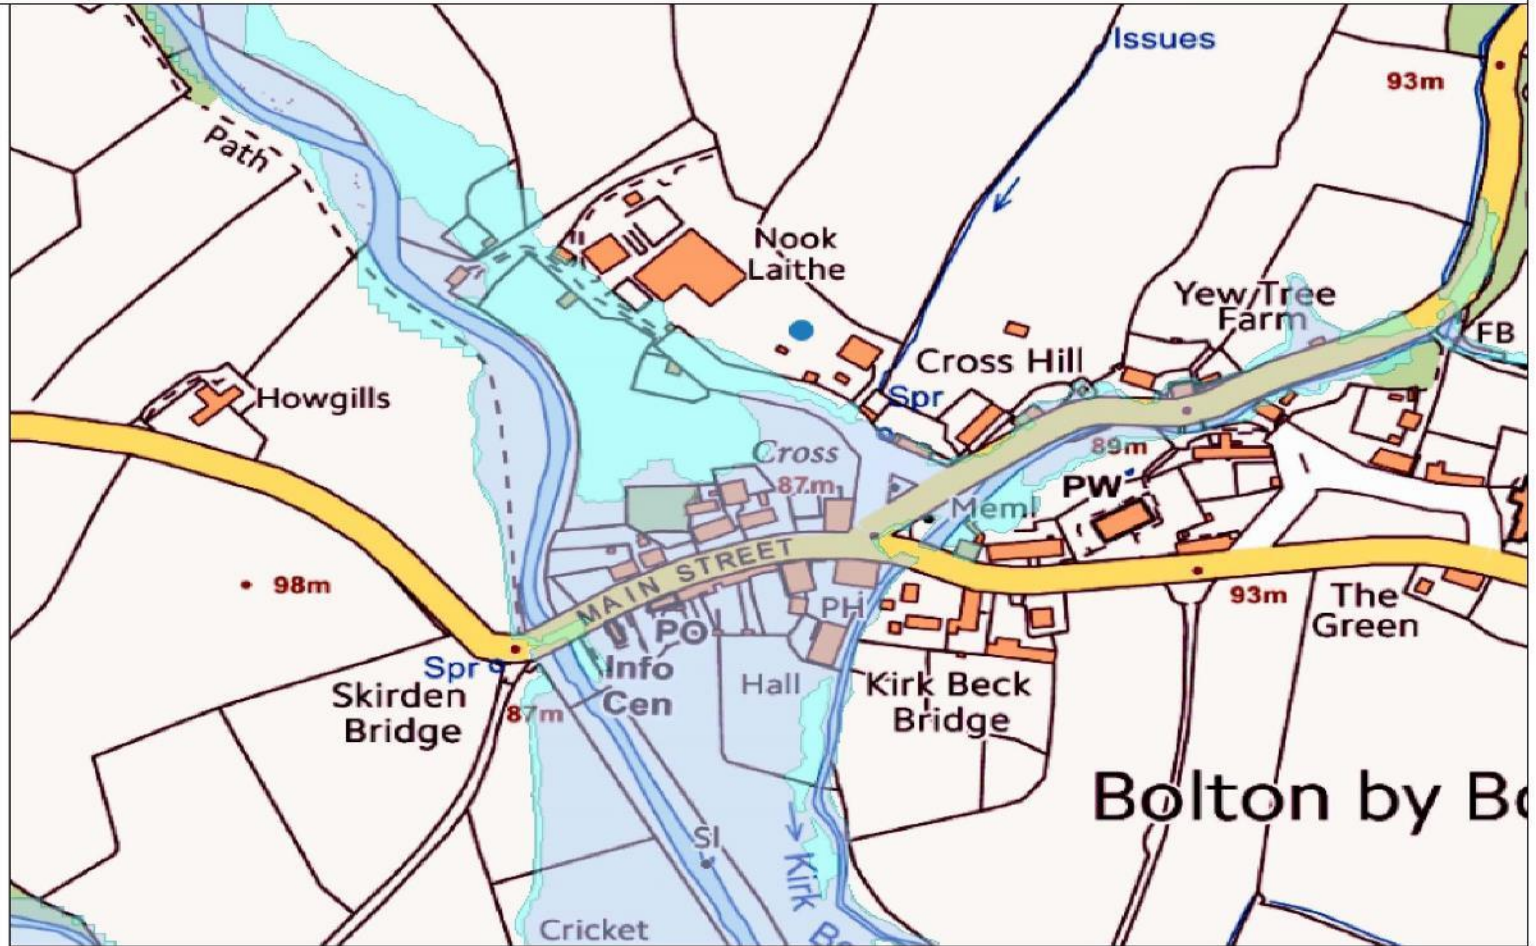 Issues
93m
Path
Nook
Laithe
Yew Tree
Farm
FB
Cross Hill
Spr
Howgills
Cross
87m
89m
PW
Meml
MAIN STREET
98m
93m
The
Green
PH
PO
Spr
Info
Cen
Skirden
Bridge
87m
Hall
Kirk Beck
Bridge
Bolton by Bo
Sl
Kirk Be
Cricket